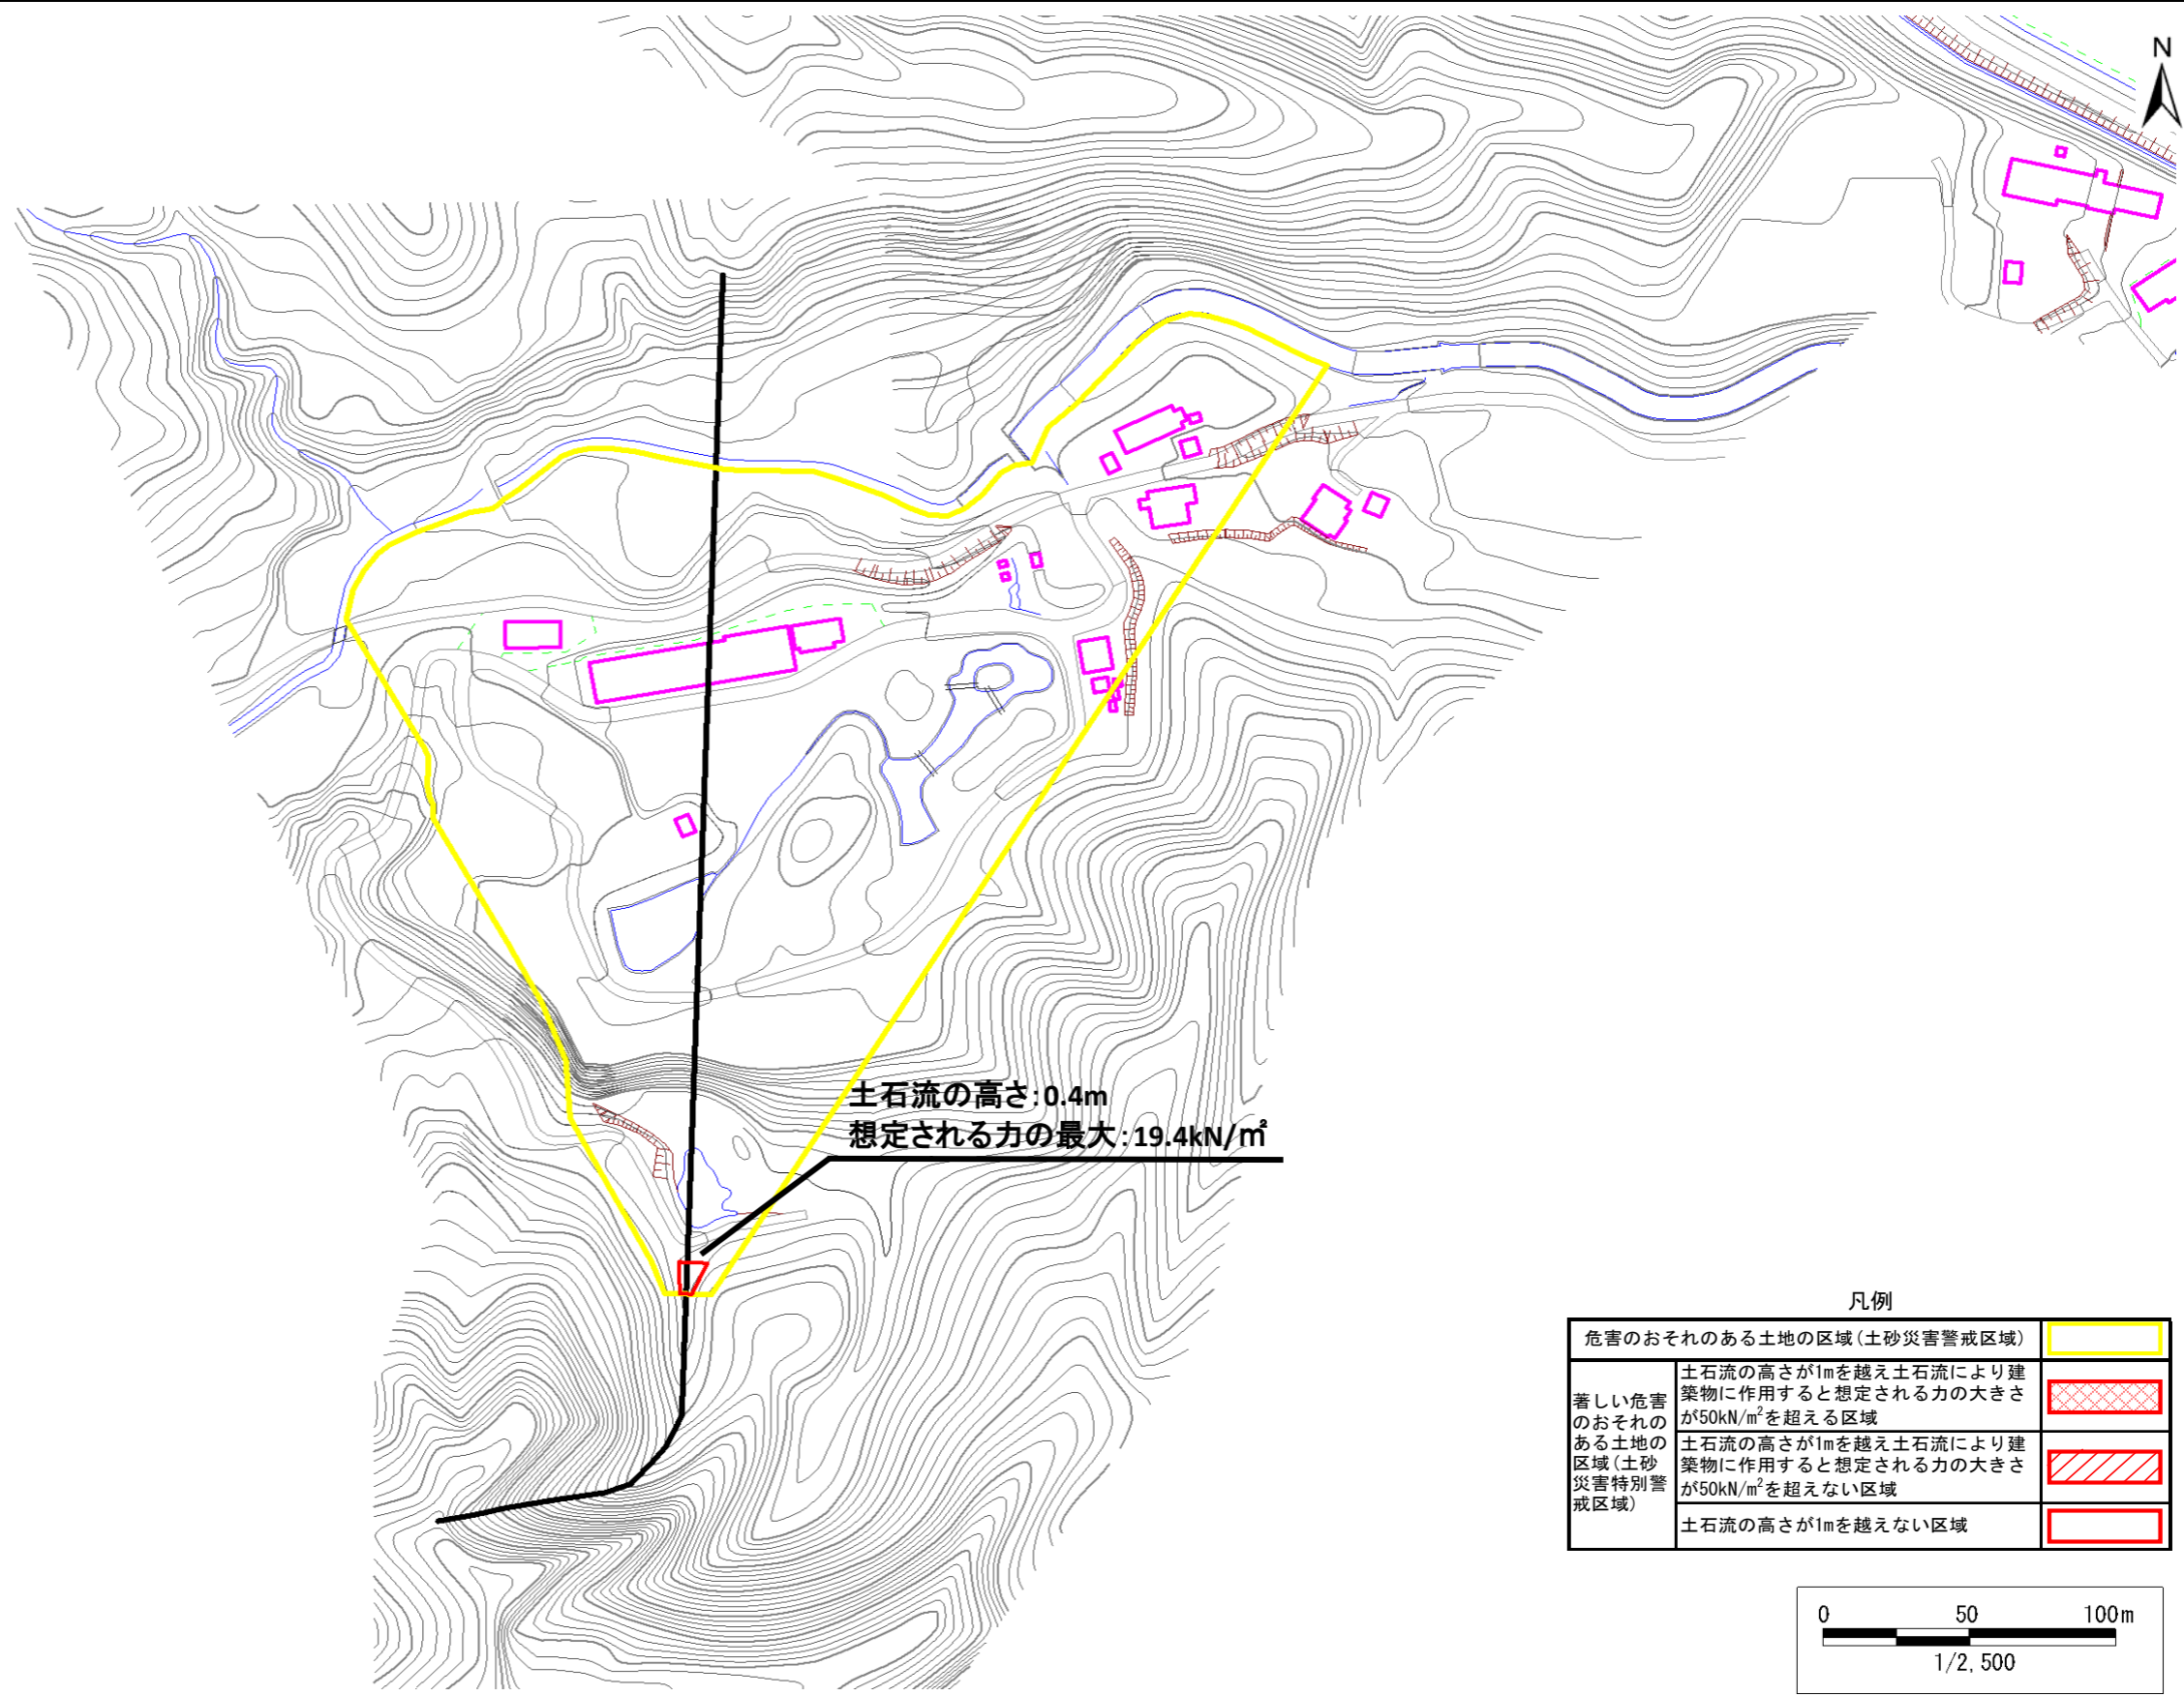 N
土石流の高さ:0.4m
想定される力の最大:19.4kN/㎡
凡例
危害のおそれのある土地の区域(土砂災害警戒区域)
著しい危害
のおそれの
ある土地の
区域(土砂
災害特別警
戒区域)
土石流の高さが1mを越え土石流により建
築物に作用すると想定される力の大きさ
が50kN/m²を超える区域
土石流の高さが1mを越え土石流により建
築物に作用すると想定される力の大きさ
が50kN/m²を超えない区域
土石流の高さが1mを越えない区域
0 50 100m
1/2,500